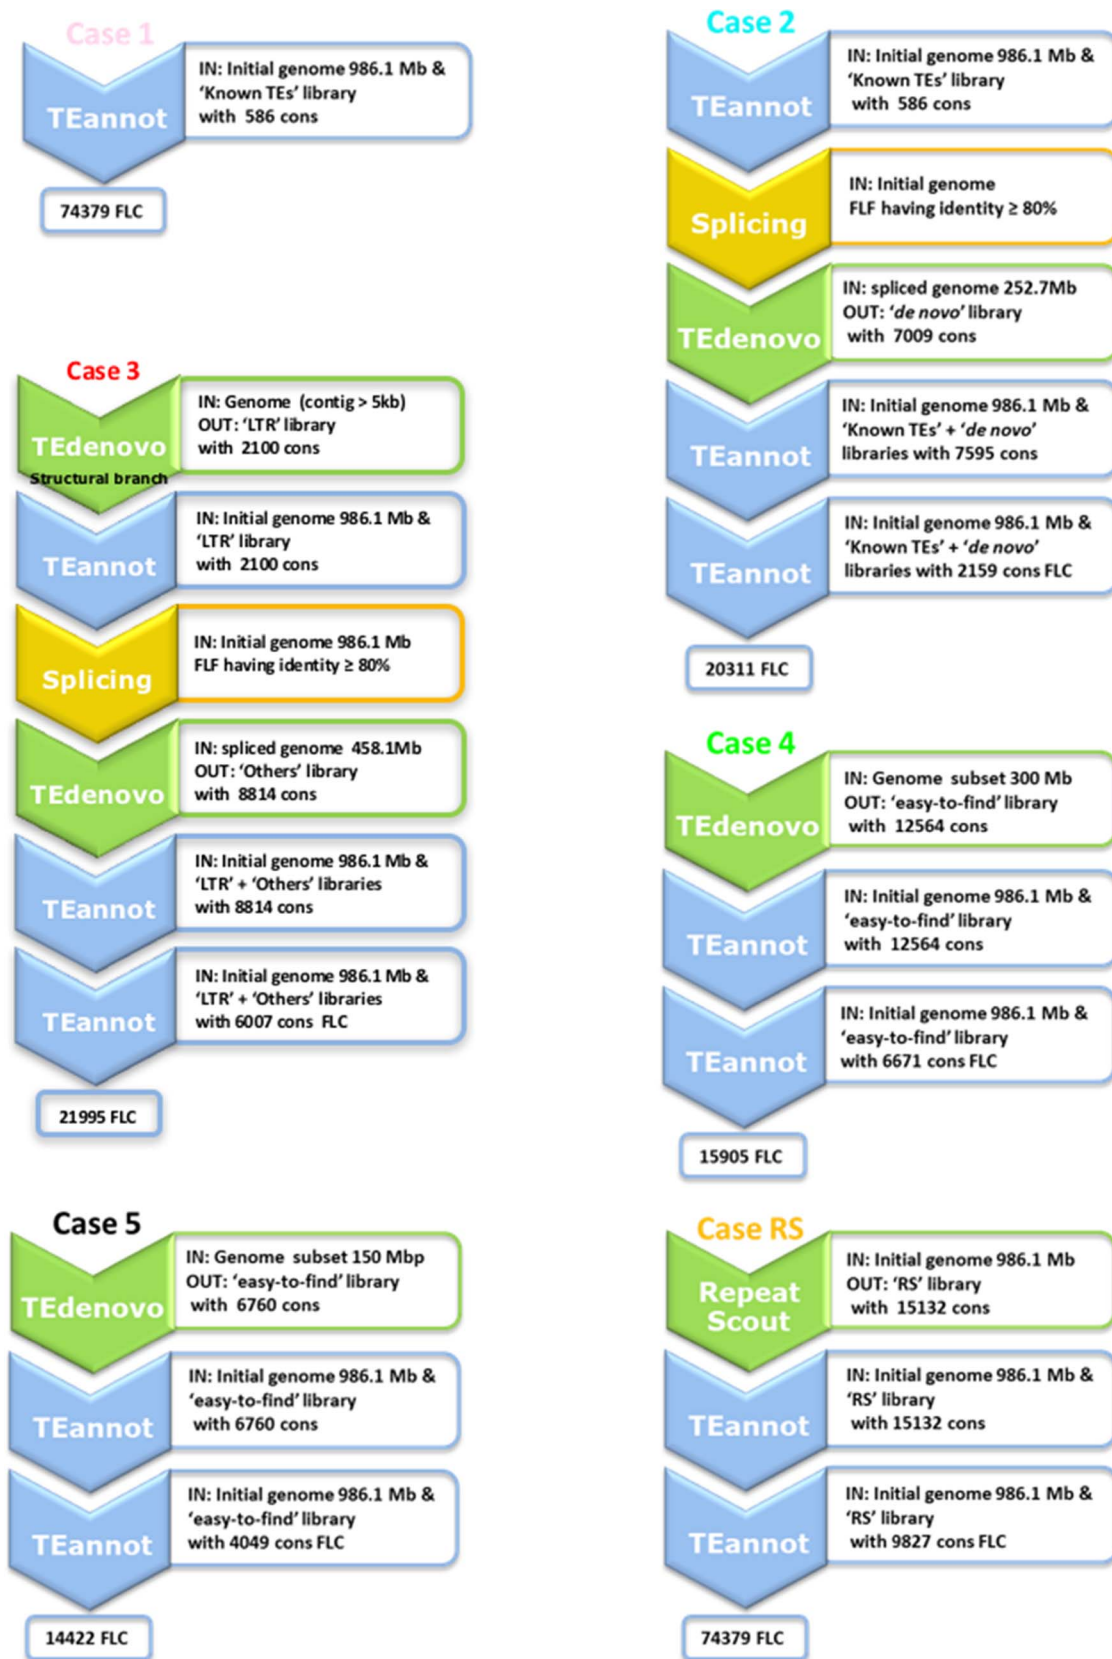 Case 1
TEannot
IN: Initial genome 986.1 Mb &
‘Known TEs’ library
with 586 cons
74379 FLC
Case 2
TEannot
IN: Initial genome 986.1 Mb &
‘Known TEs’ library
with 586 cons
Splicing
IN: Initial genome
FLF having identity ≥ 80%
TEdenovo
IN: spliced genome 252.7Mb
OUT: ‘de novo’ library
with 7009 cons
TEannot
IN: Initial genome 986.1 Mb &
‘Known TEs’ + ‘de novo’
libraries with 7595 cons
TEannot
IN: Initial genome 986.1 Mb &
‘Known TEs’ + ‘de novo’
libraries with 2159 cons FLC
20311 FLC
Case 3
TEdenovo
Structural branch
IN: Genome (contig > 5kb)
OUT: ‘LTR’ library
with 2100 cons
TEannot
IN: Initial genome 986.1 Mb &
‘LTR’ library
with 2100 cons
Splicing
IN: Initial genome 986.1 Mb
FLF having identity ≥ 80%
TEdenovo
IN: spliced genome 458.1Mb
OUT: ‘Others’ library
with 8814 cons
TEannot
IN: Initial genome 986.1 Mb &
‘LTR’ + ‘Others’ libraries
with 8814 cons
TEannot
IN: Initial genome 986.1 Mb &
‘LTR’ + ‘Others’ libraries
with 6007 cons FLC
21995 FLC
Case 4
TEdenovo
IN: Genome subset 300 Mb
OUT: ‘easy-to-find’ library
with 12564 cons
TEannot
IN: Initial genome 986.1 Mb &
‘easy-to-find’ library
with 12564 cons
TEannot
IN: Initial genome 986.1 Mb &
‘easy-to-find’ library
with 6671 cons FLC
15905 FLC
Case 5
TEdenovo
IN: Genome subset 150 Mbp
OUT: ‘easy-to-find’ library
with 6760 cons
TEannot
IN: Initial genome 986.1 Mb &
‘easy-to-find’ library
with 6760 cons
TEannot
IN: Initial genome 986.1 Mb &
‘easy-to-find’ library
with 4049 cons FLC
14422 FLC
Case RS
Repeat
Scout
IN: Initial genome 986.1 Mb
OUT: ‘RS’ library
with 15132 cons
TEannot
IN: Initial genome 986.1 Mb &
‘RS’ library
with 15132 cons
TEannot
IN: Initial genome 986.1 Mb &
‘RS’ library
with 9827 cons FLC
74379 FLC